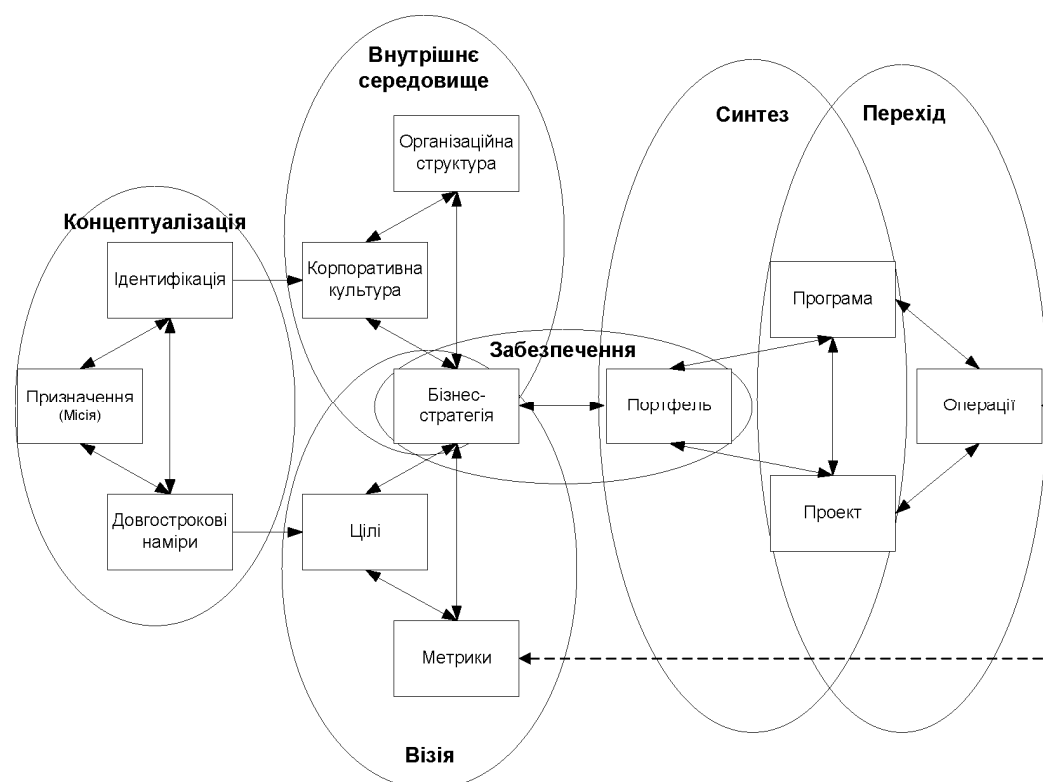 Внутрішнє
середовище
Синтез
Перехід
Організаційна
структура
Концептуалізація
Ідентифікація
Корпоративна
культура
Програма
Забезпечення
Призначення
(Місія)
Бізнес-
стратегія
Портфель
Операції
Довгострокові
наміри
Цілі
Проект
Метрики
Візія